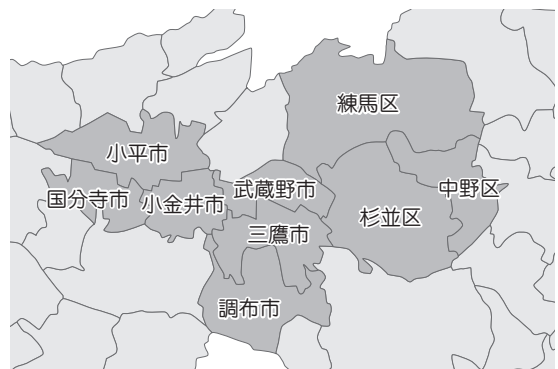 練馬区
小平市
国分寺市
小金井市
武蔵野市
中野区
杉並区
三鷹市
調布市